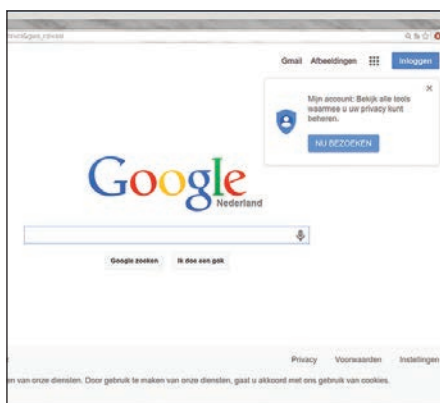 Gmail Afbeeldingen Inloggen
Mijn account: Bekijk alle tools
waarmee u uw privacy kunt
beheren.
NU BEZOEKEN
Google
Nederland
Google zoeken Ik doe een gok
Privacy Voorwaarden Instellingen
en van onze diensten. Door gebruik te maken van onze diensten, gaat u akkoord met ons gebruik van cookies.